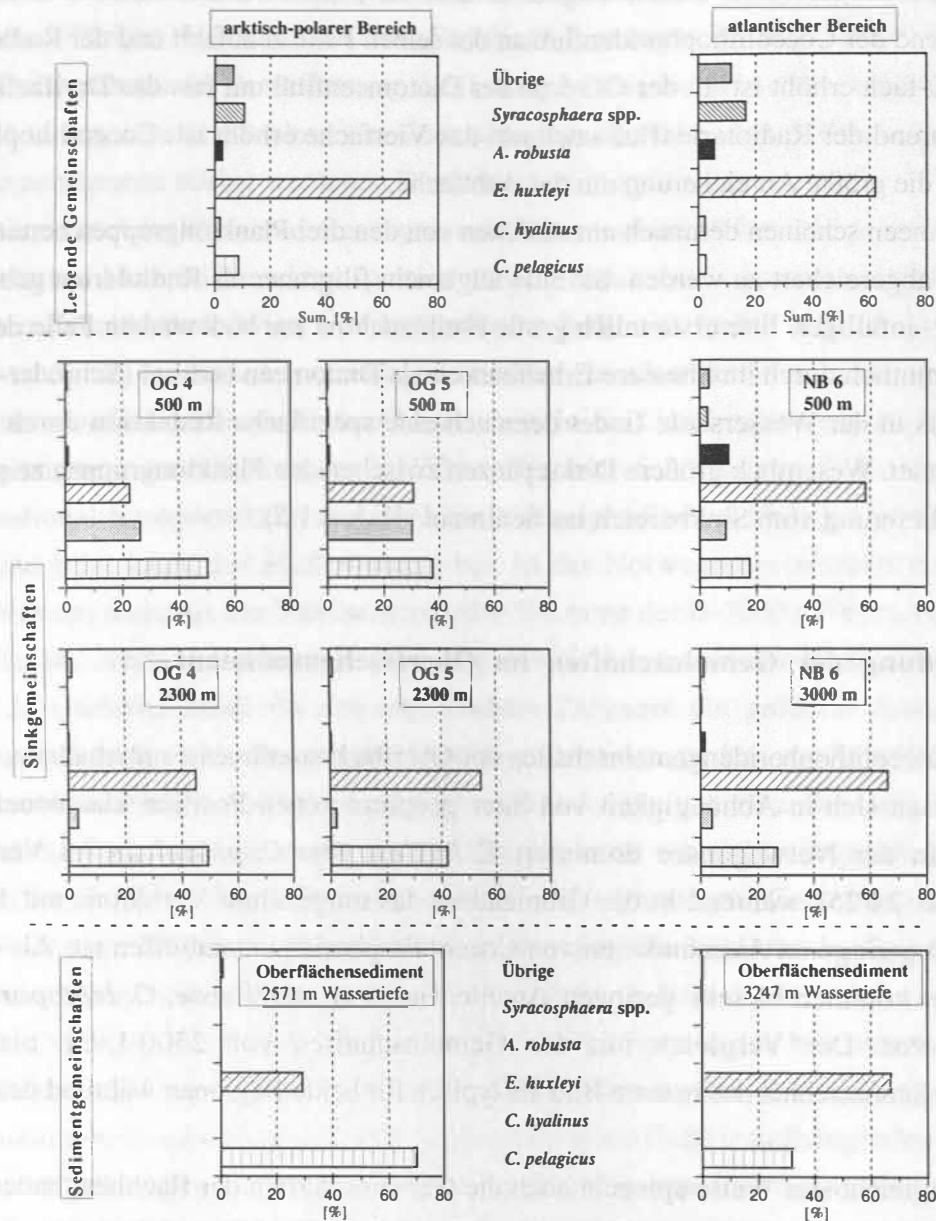 arktisch-polarer Bereich
atlantischer Bereich
Lebende Gemeinschaften
Übrige
Syracosphaera spp.
A. robusta
E. huxleyi
C. hyalinus
C. pelagicus
0 20 40 60 80
Sum. [%]
0 20 40 60 80
Sum. [%]
Sinkgemeinschaften
OG 4
500 m
OG 5
500 m
NB 6
500 m
0 20 40 60 80
[%]
0 20 40 60 80
[%]
0 20 40 60 80
[%]
OG 4
2300 m
OG 5
2300 m
NB 6
3000 m
0 20 40 60 80
[%]
0 20 40 60 80
[%]
0 20 40 60 80
[%]
Sedimentgemeinschaften
Oberflächensediment
2571 m Wassertiefe
Übrige
Syracosphaera spp.
A. robusta
E. huxleyi
C. hyalinus
C. pelagicus
Oberflächensediment
3247 m Wassertiefe
0 20 40 60 80
[%]
0 20 40 60 80
[%]